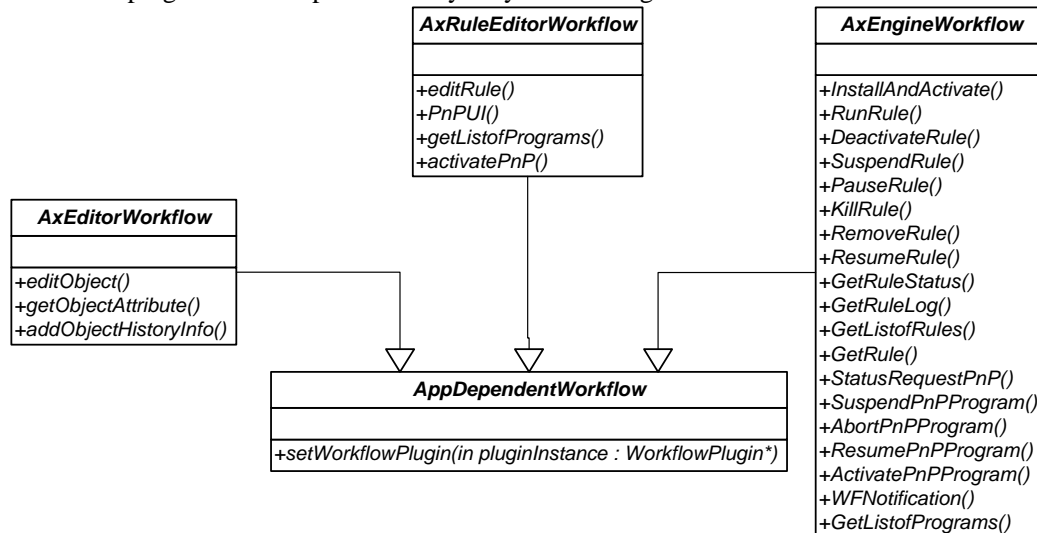 AxRuleEditorWorkflow
+editRule()
+PnPUI()
+getListofPrograms()
+activatePnP()
AxEngineWorkflow
+InstallAndActivate()
+RunRule()
+DeactivateRule()
+SuspendRule()
+PauseRule()
+KillRule()
+RemoveRule()
+ResumeRule()
+GetRuleStatus()
+GetRuleLog()
+GetListofRules()
+GetRule()
+StatusRequestPnP()
+SuspendPnPProgram()
+AbortPnPProgram()
+ResumePnPProgram()
+ActivatePnPProgram()
+WFNotification()
+GetListofPrograms()
AxEditorWorkflow
+editObject()
+getObjectAttribute()
+addObjectHistoryInfo()
AppDependentWorkflow
+setWorkflowPlugin(in pluginInstance : WorkflowPlugin*)